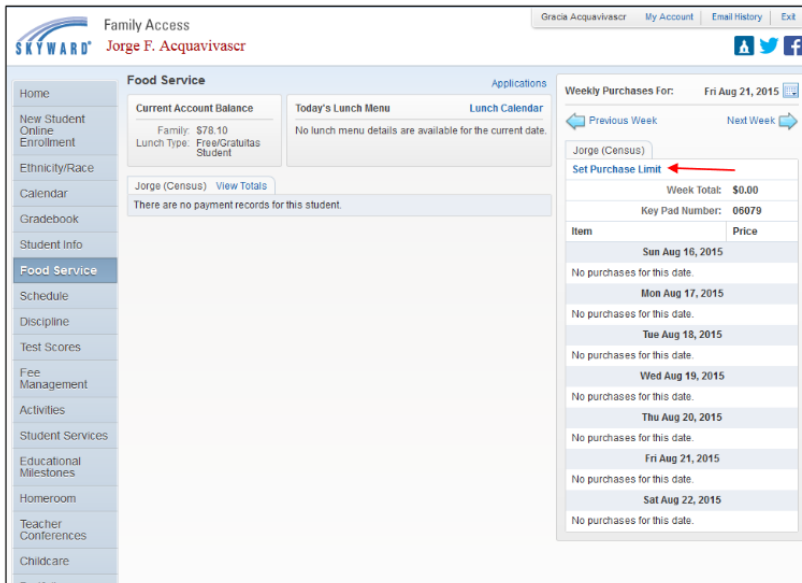 Gracia Acquavivascr My Account Email History Exit
SKYWARD®
Family Access
Jorge F. Acquavivascr
Home
New Student
Online
Enrollment
Ethnicity/Race
Calendar
Gradebook
Student Info
Food Service
Schedule
Discipline
Test Scores
Fee
Management
Activities
Student Services
Educational
Milestones
Homeroom
Teacher
Conferences
Childcare
Food Service
Applications
Current Account Balance
Family: $78.10
Lunch Type: Free/Gratuitas
Student
Today's Lunch Menu Lunch Calendar
No lunch menu details are available for the current date.
Jorge (Census) View Totals
There are no payment records for this student.
Weekly Purchases For: Fri Aug 21, 2015
Previous Week Next Week
Jorge (Census)
Set Purchase Limit
Week Total: $0.00
Key Pad Number: 06079
Item Price
Sun Aug 16, 2015
No purchases for this date.
Mon Aug 17, 2015
No purchases for this date.
Tue Aug 18, 2015
No purchases for this date.
Wed Aug 19, 2015
No purchases for this date.
Thu Aug 20, 2015
No purchases for this date.
Fri Aug 21, 2015
No purchases for this date.
Sat Aug 22, 2015
No purchases for this date.